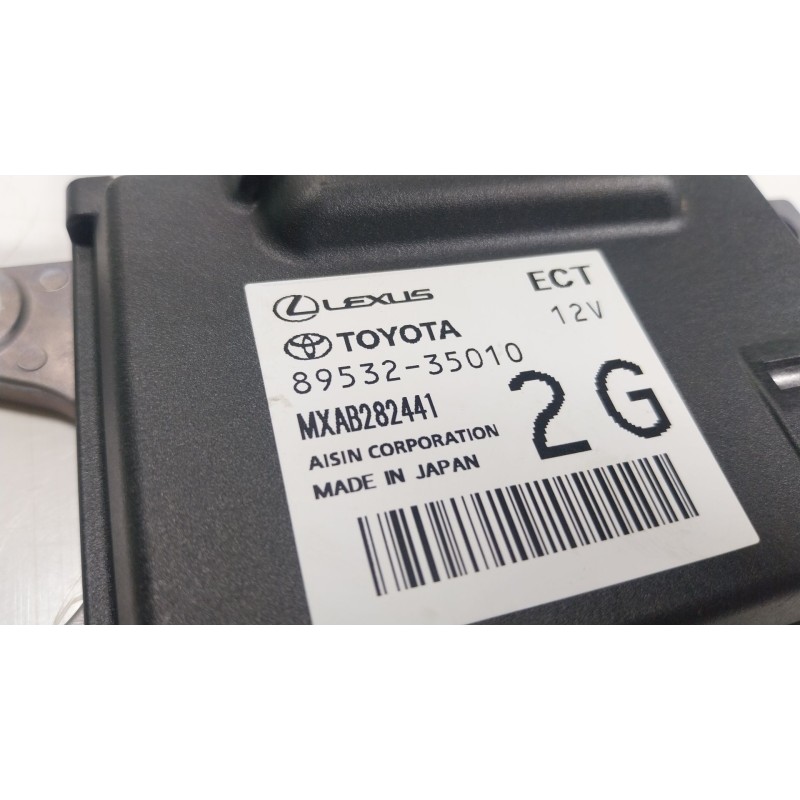 LEXUS
ECT
TOYOTA
12V
89532-35010
MXAB282441
2G
AISIN CORPORATION
MADE IN JAPAN